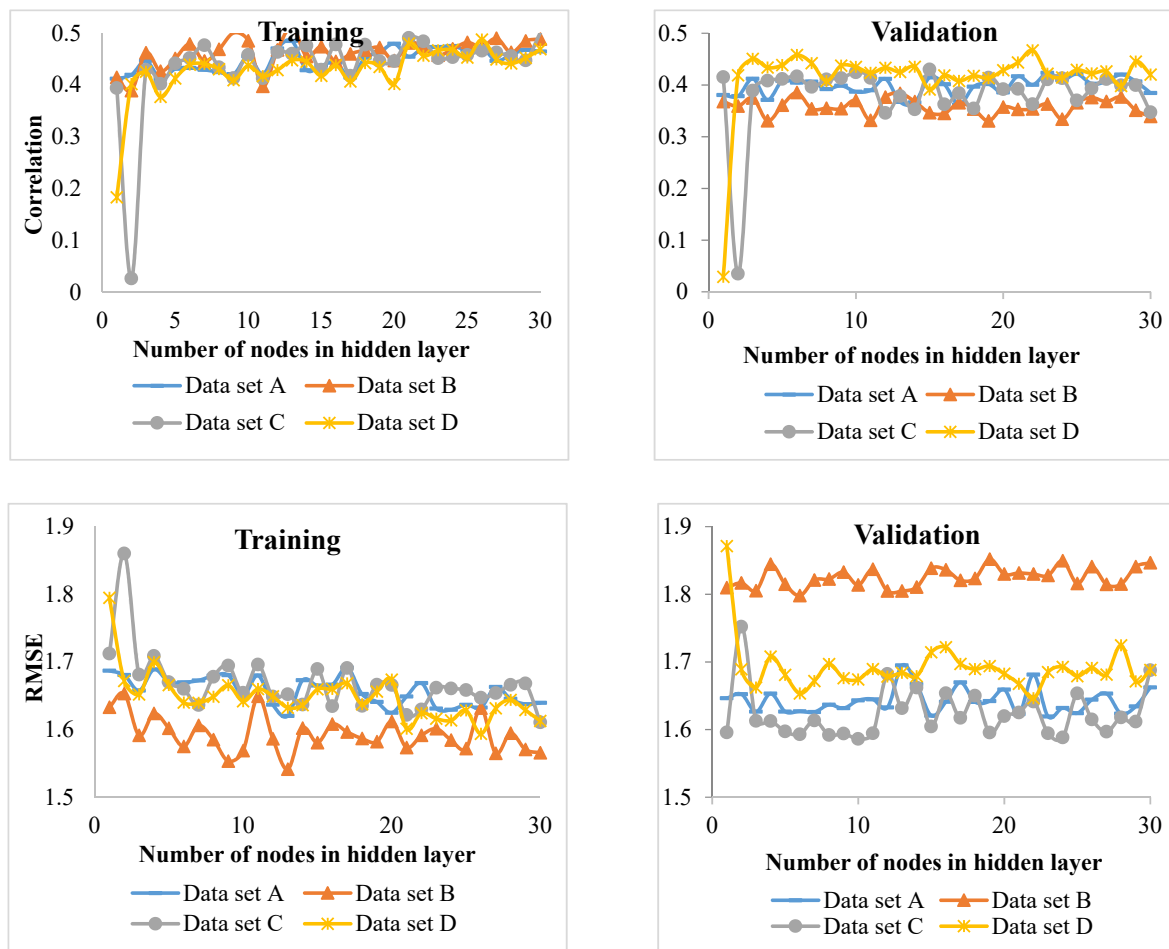 Training
0.5
0.4
0.3
0.2
0.1
0
Correlation
0 5 10 15 20 25 30
Number of nodes in hidden layer
Data set A Data set B
Data set C Data set D
Validation
0.5
0.4
0.3
0.2
0.1
0
0 10 20 30
Number of nodes in hidden layer
Data set A Data set B
Data set C Data set D
Training
1.9
1.8
1.7
1.6
1.5
RMSE
0 10 20 30
Number of nodes in hidden layer
Data set A Data set B
Data set C Data set D
Validation
1.9
1.8
1.7
1.6
1.5
0 10 20 30
Number of nodes in hidden layer
Data set A Data set B
Data set C Data set D